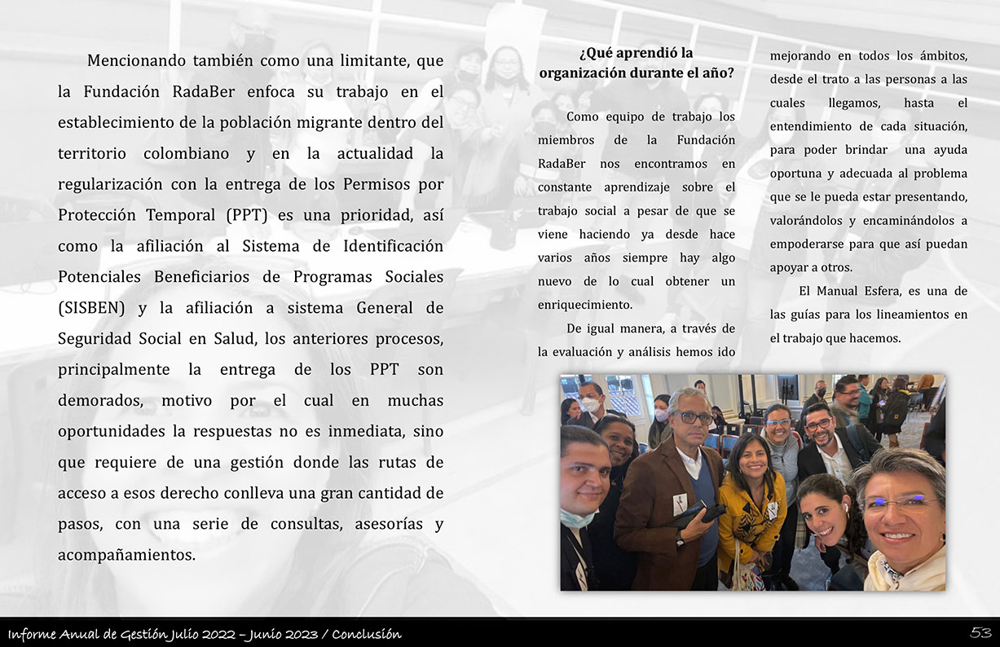 Mencionando también como una limitante, que
la Fundación RadaBer enfoca su trabajo en el
establecimiento de la población migrante dentro del
territorio colombiano y en la actualidad la
regularización con la entrega de los Permisos por
Protección Temporal (PPT) es una prioridad, así
como la afiliación al Sistema de Identificación
Potenciales Beneficiarios de Programas Sociales
(SISBEN) y la afiliación a sistema General de
Seguridad Social en Salud, los anteriores procesos,
principalmente la entrega de los PPT son
demorados, motivo por el cual en muchas
oportunidades la respuestas no es inmediata, sino
que requiere de una gestión donde las rutas de
acceso a esos derecho conlleva una gran cantidad de
pasos, con una serie de consultas, asesorías y
acompañamientos.
¿Qué aprendió la
organización durante el año?
Como equipo de trabajo los
miembros de la Fundación
RadaBer nos encontramos en
constante aprendizaje sobre el
trabajo social a pesar de que se
viene haciendo ya desde hace
varios años siempre hay algo
nuevo de lo cual obtener un
enriquecimiento.
De igual manera, a través de
la evaluación y análisis hemos ido
mejorando en todos los ámbitos,
desde el trato a las personas a las
cuales llegamos, hasta el
entendimiento de cada situación,
para poder brindar una ayuda
oportuna y adecuada al problema
que se le pueda estar presentando,
valorándolos y encaminándolos a
empoderarse para que así puedan
apoyar a otros.
El Manual Esfera, es una de
las guías para los lineamientos en
el trabajo que hacemos.
Informe Anual de Gestión Julio 2022 – Junio 2023 / Conclusión
53